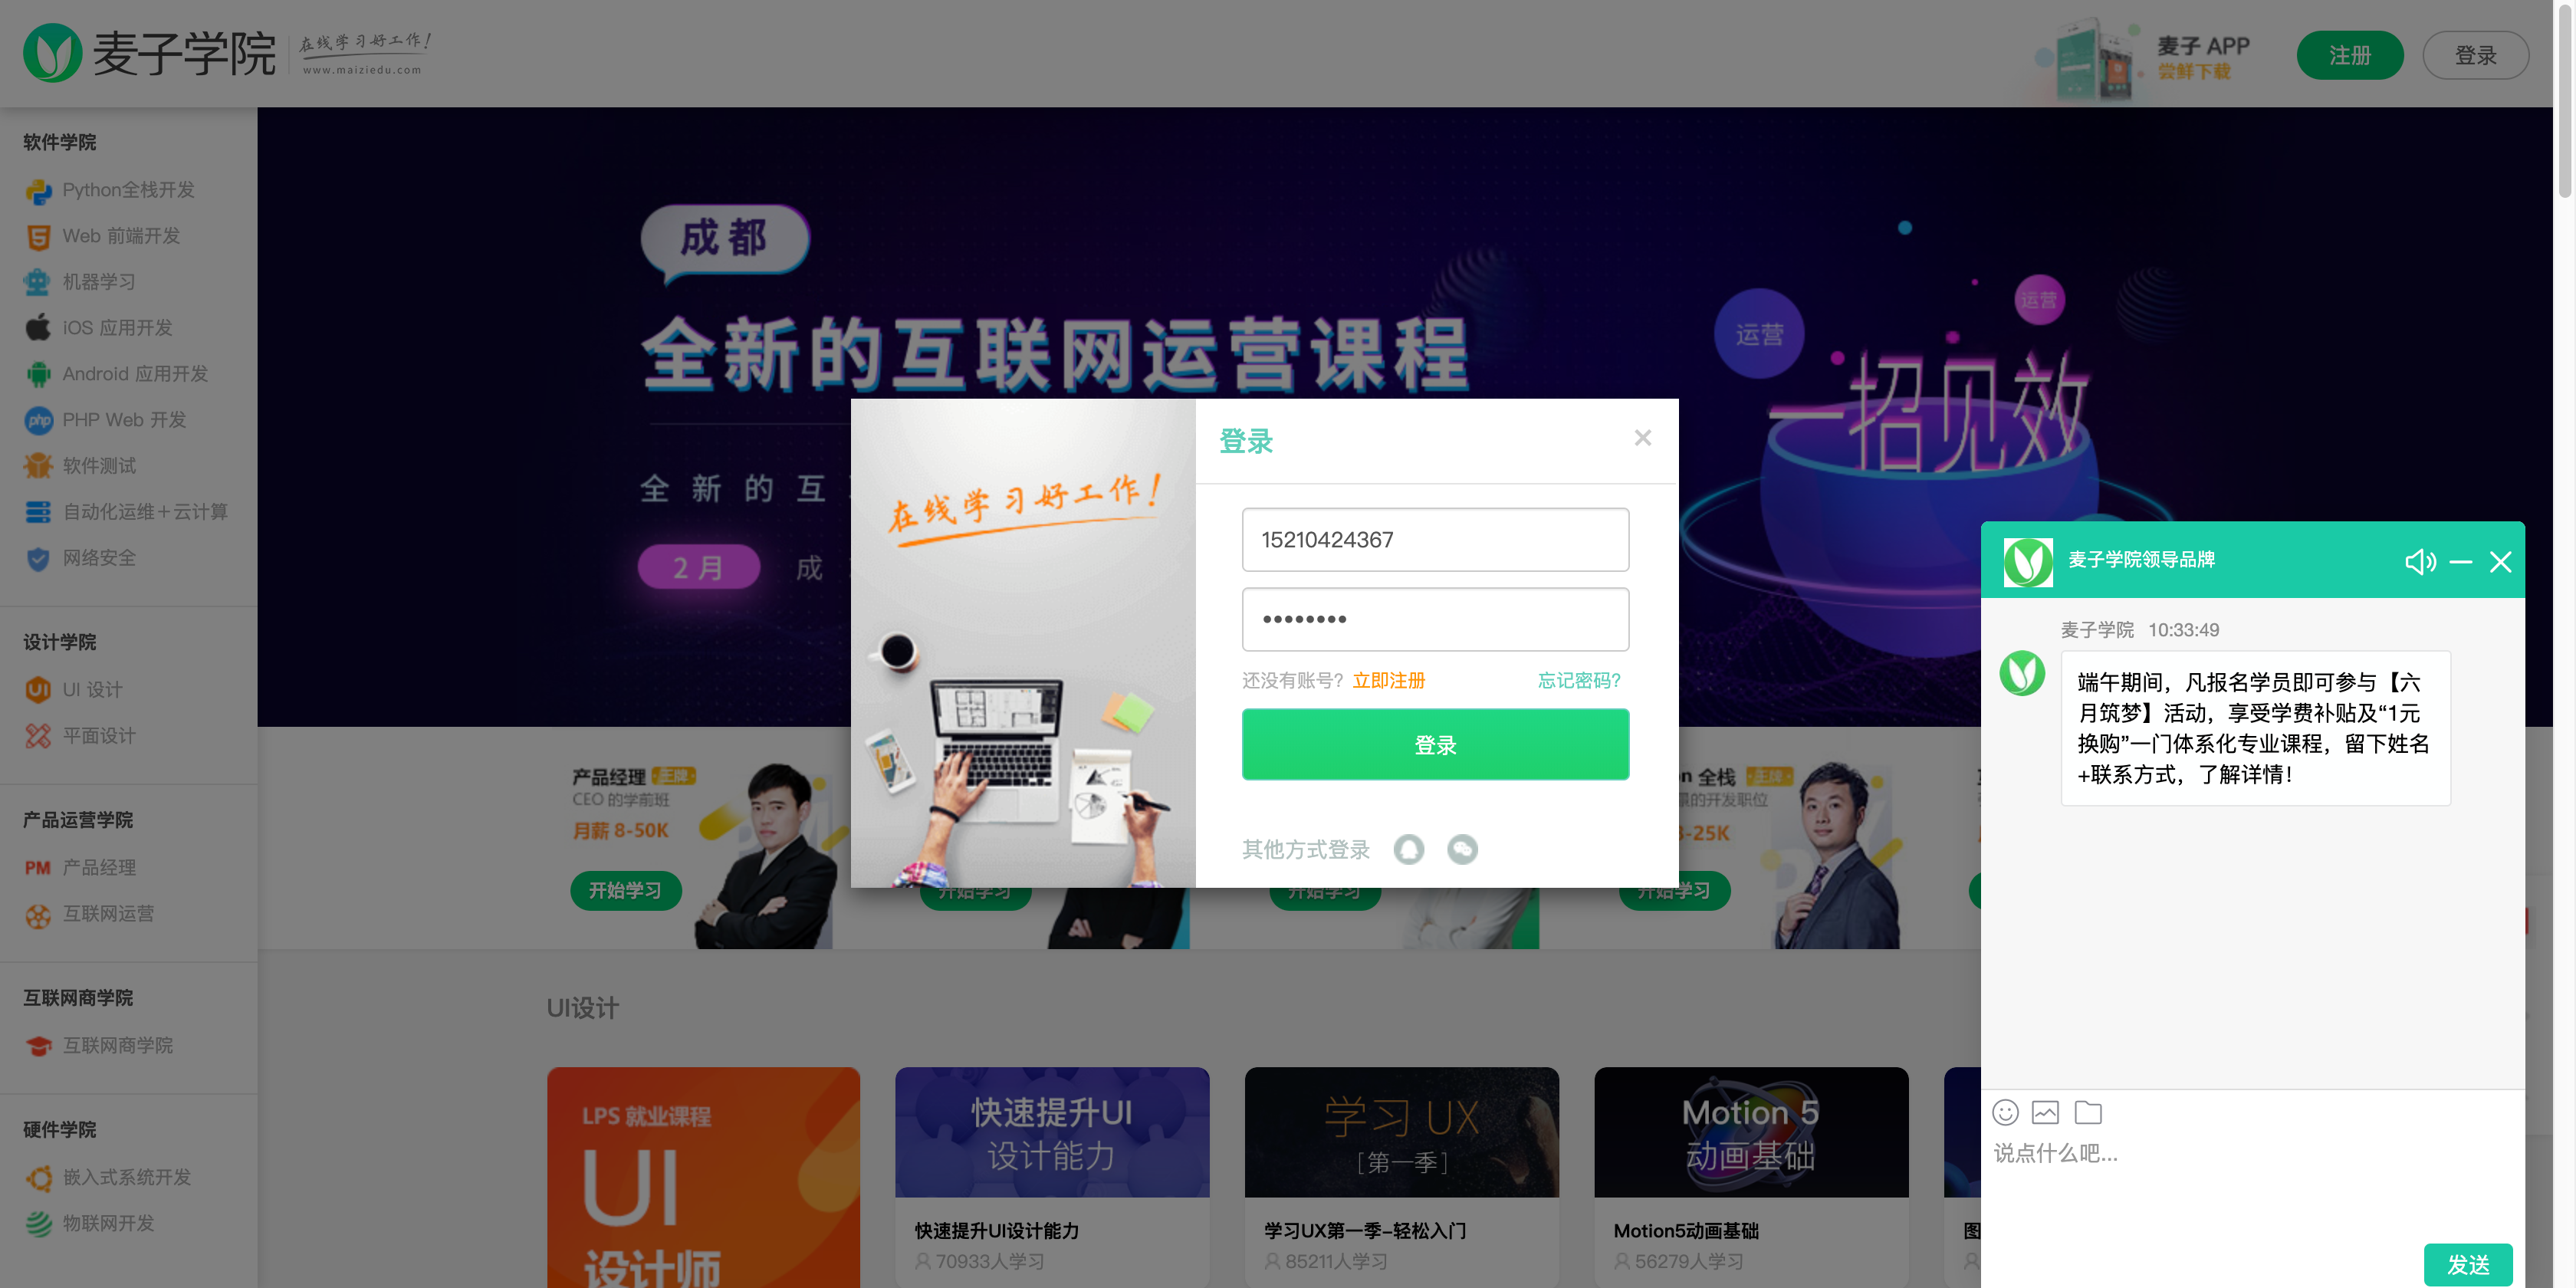 麦子学院
在线学习好工作!
www.maiziedu.com
麦子 APP
尝鲜下载
注册
登录
软件学院
Python全栈开发
Web 前端开发
机器学习
iOS 应用开发
Android 应用开发
PHP Web 开发
软件测试
自动化运维+云计算
网络安全
设计学院
UI 设计
平面设计
产品运营学院
PM 产品经理
互联网运营
互联网商学院
互联网商学院
硬件学院
嵌入式系统开发
物联网开发
成都
全新的互联网运营课程
全新的互
2月 成
运营
运营
一招见效
在线学习好工作!
登录
15210424367
••••••••
还没有账号? 立即注册 忘记密码?
登录
其他方式登录
产品经理 王牌
CEO 的学前班
月薪 8-50K
开始学习
开始学习
开始学习
全栈 王牌
的开发职位
-25K
开始学习
UI设计
LPS 就业课程
UI
设计师
快速提升UI
设计能力
快速提升UI设计能力
70933人学习
学习 UX
[第一季]
学习UX第一季-轻松入门
85211人学习
Motion 5
动画基础
Motion5动画基础
56279人学习
图
麦子学院领导品牌
麦子学院 10:33:49
端午期间，凡报名学员即可参与【六
月筑梦】活动，享受学费补贴及“1元
换购”一门体系化专业课程，留下姓名
+联系方式，了解详情!
说点什么吧...
发送